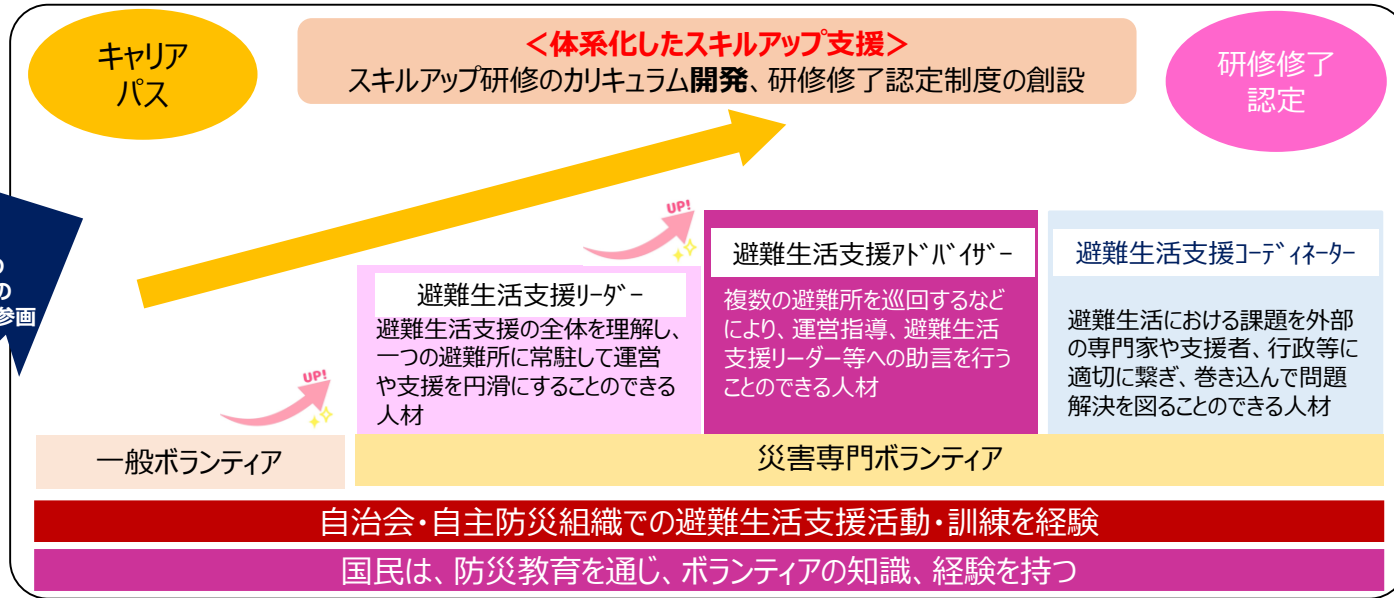 キャリア
パス
<体系化したスキルアップ支援>
スキルアップ研修のカリキュラム開発、研修修了認定制度の創設
研修修了
認定
の
の
参画
UP!
UP!
避難生活支援リーダー
避難生活支援の全体を理解し、
一つの避難所に常駐して運営
や支援を円滑にすることのできる
人材
避難生活支援ｱﾄﾞﾊﾞｲｻﾞｰ
複数の避難所を巡回するなど
により、運営指導、避難生活
支援リーダー等への助言を行う
ことのできる人材
避難生活支援ｺｰﾃﾞｨﾈｰﾀｰ
避難生活における課題を外部
の専門家や支援者、行政等に
適切に繋ぎ、巻き込んで問題
解決を図ることのできる人材
一般ボランティア
災害専門ボランティア
自治会・自主防災組織での避難生活支援活動・訓練を経験
国民は、防災教育を通じ、ボランティアの知識、経験を持つ